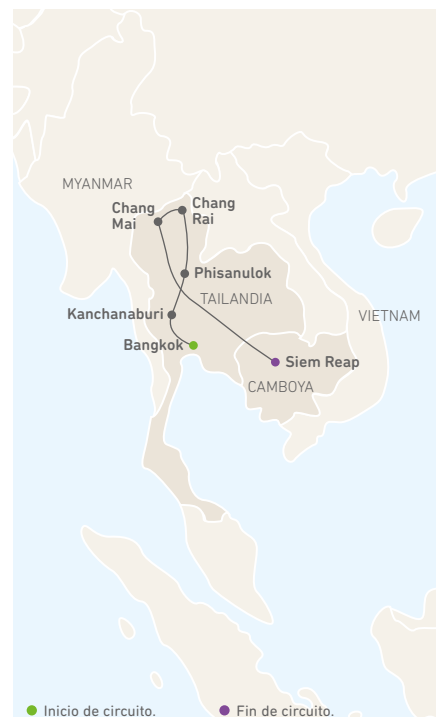 MYANMAR
Chang
Mai
Chang
Rai
Phisanulok
TAILANDIA
Kanchanaburi
VIETNAM
Bangkok
Siem Reap
CAMBOYA
Inicio de circuito.
Fin de circuito.